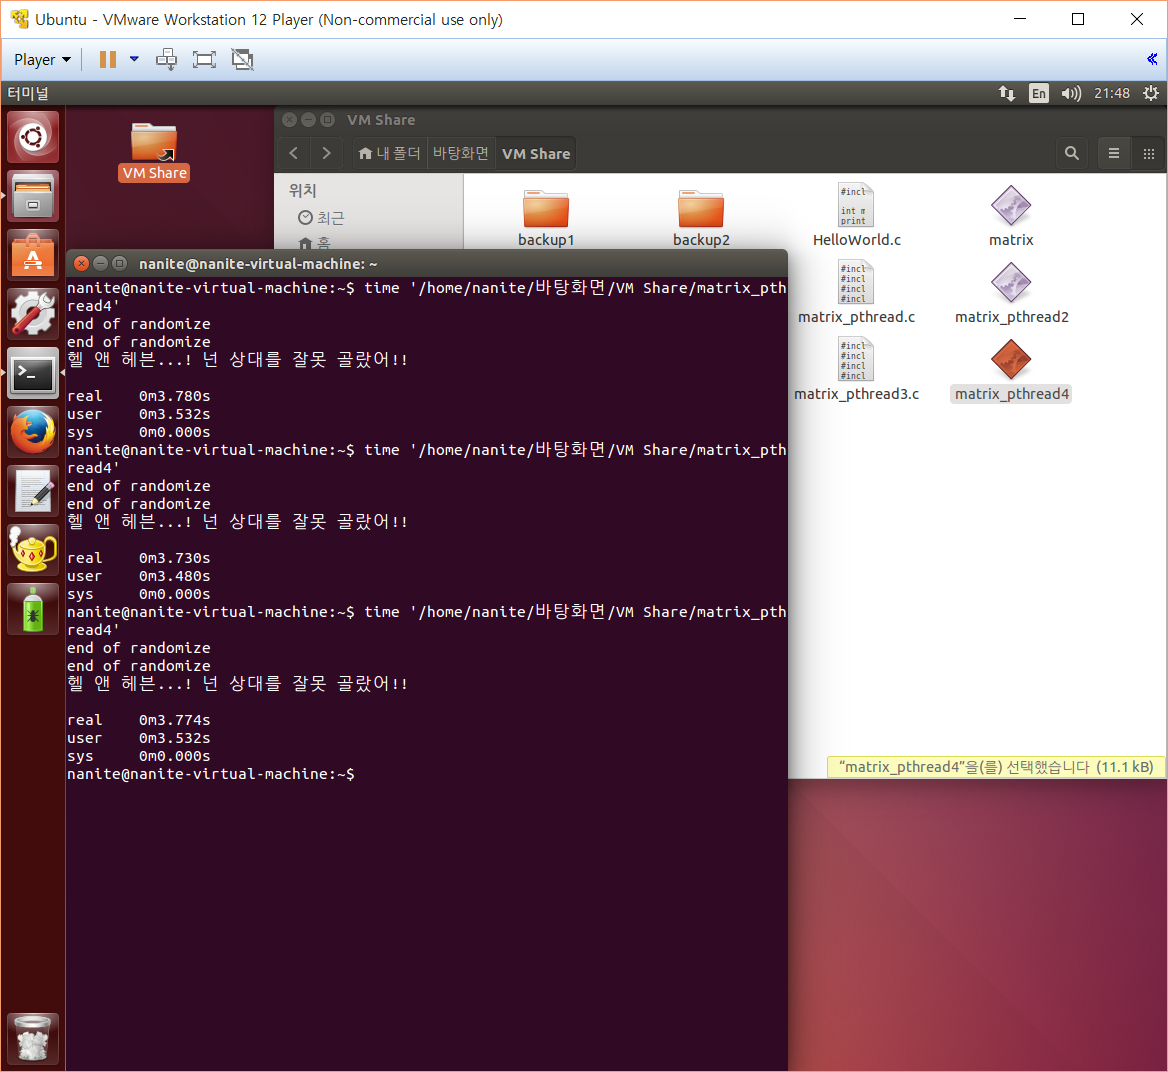 Ubuntu - VMware Workstation 12 Player (Non-commercial use only)
Player
터미널
En
21:48
VM Share
VM Share
내 폴더
바탕화면
VM Share
위치
최근
홈
backup1
backup2
#incl
int m
print
HelloWorld.c
matrix
#incl
#incl
#incl
#incl
matrix_pthread.c
matrix_pthread2
#incl
#incl
#incl
#incl
matrix_pthread3.c
matrix_pthread4
nanite@nanite-virtual-machine: ~
nanite@nanite-virtual-machine:~$ time '/home/nanite/바탕화면/VM Share/matrix_pth
read4'
end of randomize
end of randomize
헬 앤 헤븐...! 넌 상대를 잘못 골랐어!!
real 0m3.780s
user 0m3.532s
sys 0m0.000s
nanite@nanite-virtual-machine:~$ time '/home/nanite/바탕화면/VM Share/matrix_pth
read4'
end of randomize
end of randomize
헬 앤 헤븐...! 넌 상대를 잘못 골랐어!!
real 0m3.730s
user 0m3.480s
sys 0m0.000s
nanite@nanite-virtual-machine:~$ time '/home/nanite/바탕화면/VM Share/matrix_pth
read4'
end of randomize
end of randomize
헬 앤 헤븐...! 넌 상대를 잘못 골랐어!!
real 0m3.774s
user 0m3.532s
sys 0m0.000s
nanite@nanite-virtual-machine:~$
“matrix_pthread4”을(를) 선택했습니다 (11.1 kB)